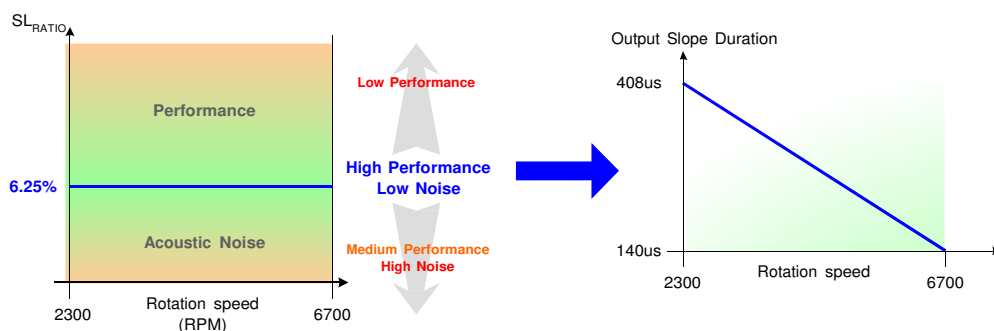 SL_RATIO
Performance
6.25%
Acoustic Noise
2300
Rotation speed
(RPM)
6700
Low Performance
High Performance
Low Noise
Medium Performance
High Noise
Output Slope Duration
408us
140us
2300
Rotation speed
6700